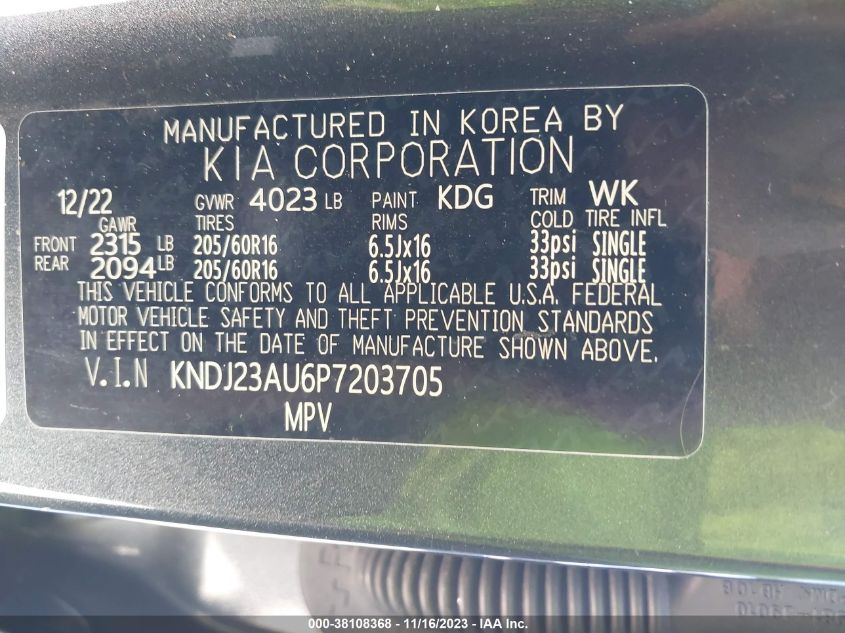 MANUFACTURED IN KOREA BY
KIA CORPORATION
12/22 GVWR 4023 LB PAINT KDG TRIM WK
GAWR TIRES RIMS COLD TIRE INFL
FRONT 2315 LB 205/60R16 6.5Jx16 33psi SINGLE
REAR 2094 LB 205/60R16 6.5Jx16 33psi SINGLE
THIS VEHICLE CONFORMS TO ALL APPLICABLE U.S.A. FEDERAL
MOTOR VEHICLE SAFETY AND THEFT PREVENTION STANDARDS
IN EFFECT ON THE DATE OF MANUFACTURE SHOWN ABOVE.
V.I.N KNDJ23AU6P7203705
MPV
000-38108368 - 11/16/2023 - IAA Inc.